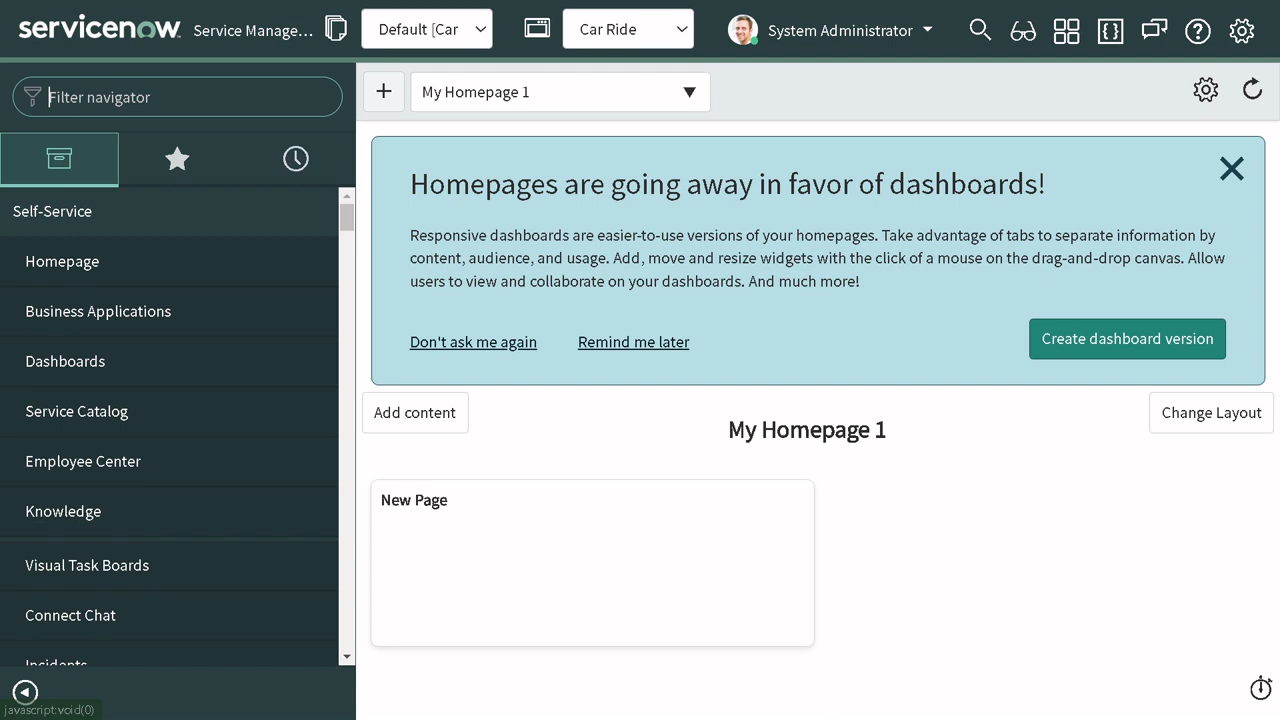 servicenow
Service Manage...
Default [Car
Car Ride
System Administrator
Filter navigator
My Homepage 1
Self-Service
Homepage
Business Applications
Dashboards
Service Catalog
Employee Center
Knowledge
Visual Task Boards
Connect Chat
Incidents
javascript:void(0)
Homepages are going away in favor of dashboards!
Responsive dashboards are easier-to-use versions of your homepages. Take advantage of tabs to separate information by
content, audience, and usage. Add, move and resize widgets with the click of a mouse on the drag-and-drop canvas. Allow
users to view and collaborate on your dashboards. And much more!
Don't ask me again
Remind me later
Create dashboard version
Add content
My Homepage 1
Change Layout
New Page